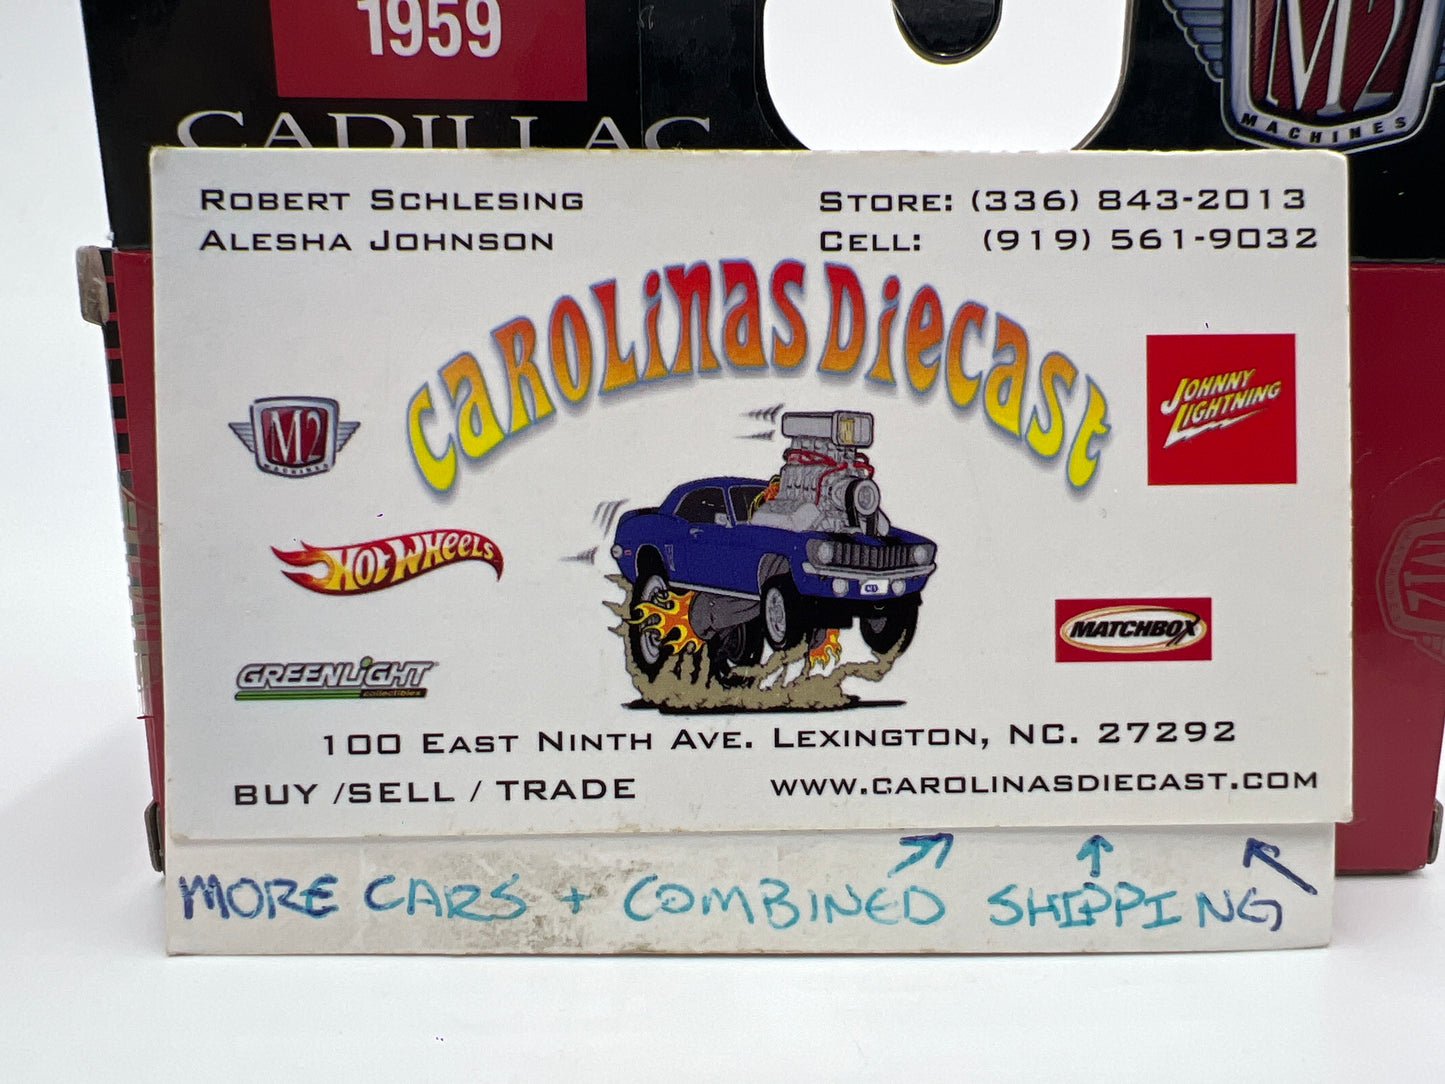 1959
CADILLAC
M2
MACHINES
ROBERT SCHLESING
ALESHA JOHNSON
STORE: (336) 843-2013
CELL: (919) 561-9032
CAROLINAS DIECAST
M2
MACHINES
JOHNNY
LIGHTNING
HOT WHEELS
MATCHBOX
GREENLIGHT
collectibles
100 EAST NINTH AVE. LEXINGTON, NC. 27292
BUY /SELL / TRADE
WWW.CAROLINASDIECAST.COM
MORE CARS + COMBINED SHIPPING